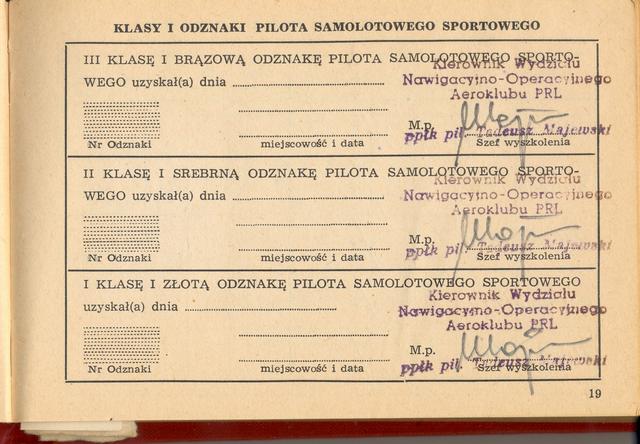 KLASY I ODZNAKI PILOTA SAMOLOTOWEGO SPORTOWEGO
III KLASĘ I BRĄZOWĄ ODZNAKĘ PILOTA SAMOLOTOWEGO SPORTO-
WEGO uzyskał(a) dnia
Kierownik Wydziału
Nawigacyjno-Operacyjnego
Aeroklubu PRL
M.p.
ppłk pil. Tadeusz Majewski
Nr Odznaki miejscowość i data Szef wyszkolenia
II KLASĘ I SREBRNĄ ODZNAKĘ PILOTA SAMOLOTOWEGO SPORTO-
WEGO uzyskał(a) dnia
Kierownik Wydziału
Nawigacyjno-Operacyjnego
Aeroklubu PRL
M.p.
ppłk pil. Tadeusz Majewski
Nr Odznaki miejscowość i data Szef wyszkolenia
I KLASĘ I ZŁOTĄ ODZNAKĘ PILOTA SAMOLOTOWEGO SPORTOWEGO
uzyskał(a) dnia
Kierownik Wydziału
Nawigacyjno-Operacyjnego
Aeroklubu PRL
M.p.
ppłk pil. Tadeusz Majewski
Nr Odznaki miejscowość i data Szef wyszkolenia
19